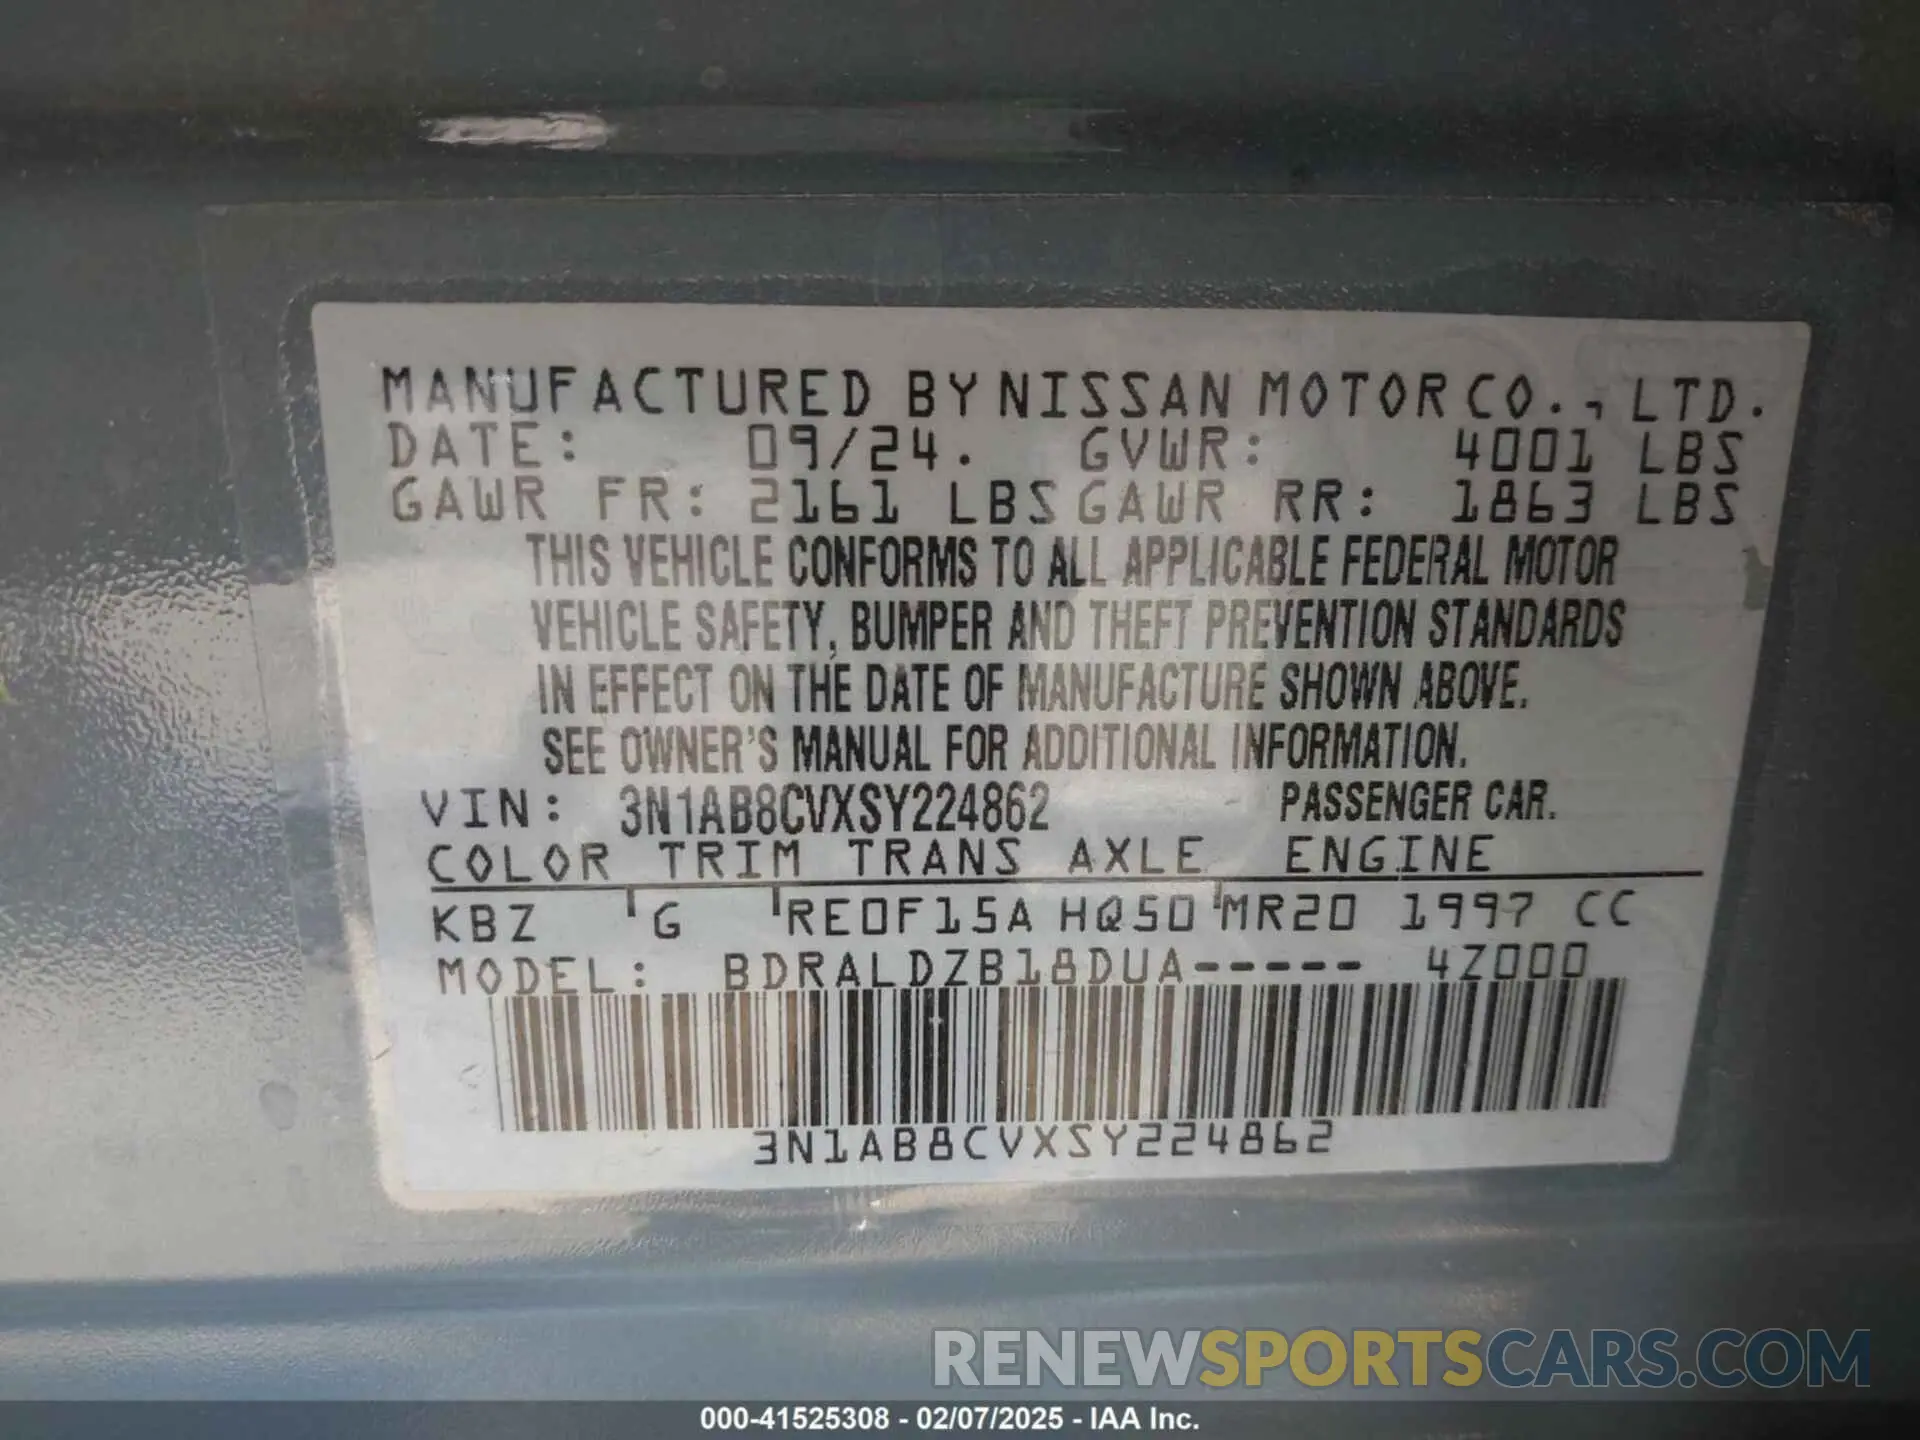 MANUFACTURED BY NISSAN MOTOR CO., LTD.
DATE: 09/24. GVWR: 4001 LBS
GAWR FR: 2161 LBS GAWR RR: 1863 LBS
THIS VEHICLE CONFORMS TO ALL APPLICABLE FEDERAL MOTOR
VEHICLE SAFETY, BUMPER AND THEFT PREVENTION STANDARDS
IN EFFECT ON THE DATE OF MANUFACTURE SHOWN ABOVE.
SEE OWNER'S MANUAL FOR ADDITIONAL INFORMATION.
VIN: 3N1AB8CVXSY224862 PASSENGER CAR.
COLOR TRIM TRANS AXLE ENGINE
KBZ G RE0F15A HQ50 MR20 1997 CC
MODEL: BDRALDZB18DUA----- 4Z000
3N1AB8CVXSY224862
RENEWSPORTSCARS.COM
000-41525308 - 02/07/2025 - IAA Inc.